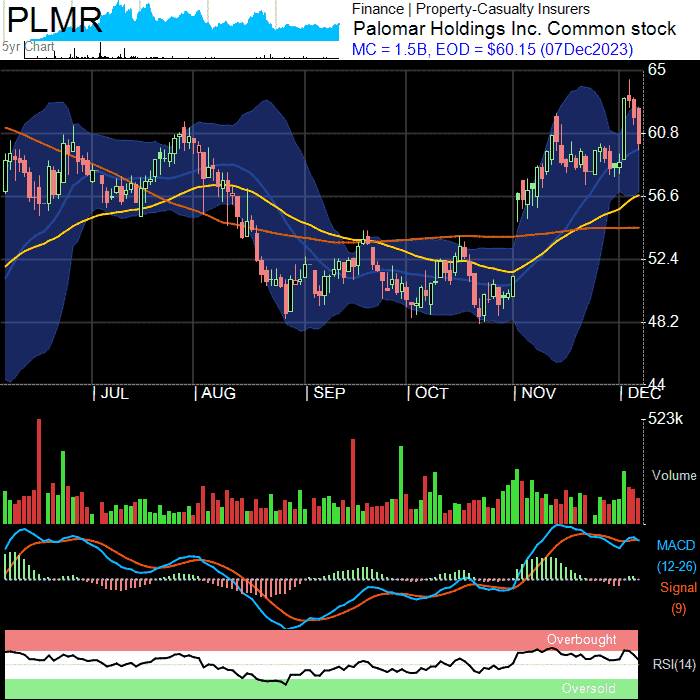 PLMR
5yr Chart
Finance | Property-Casualty Insurers
Palomar Holdings Inc. Common stock
MC = 1.5B, EOD = $60.15 (07Dec2023)
65
60.8
56.6
52.4
48.2
44
| JUL | AUG | SEP | OCT | NOV | DEC
523k
Volume
MACD
(12-26)
Signal
(9)
Overbought
RSI(14)
Oversold